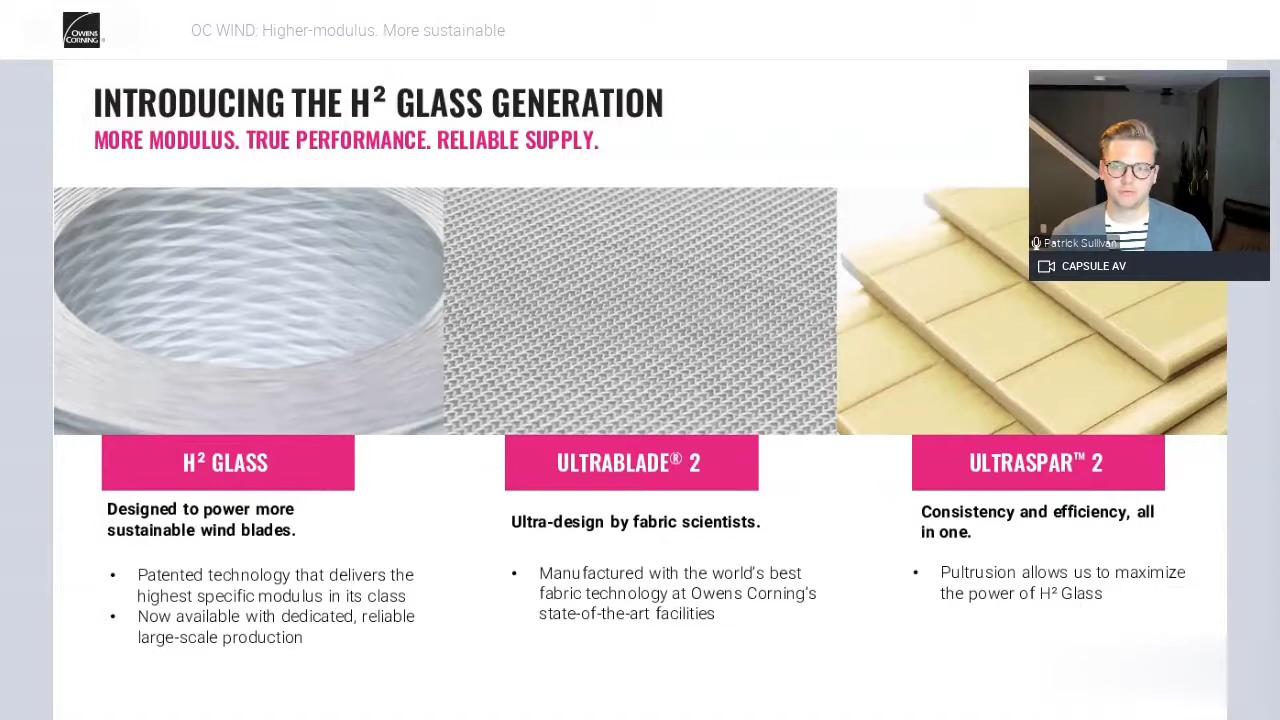 OWENS
CORNING
OC WIND: Higher-modulus. More sustainable
INTRODUCING THE H² GLASS GENERATION
MORE MODULUS. TRUE PERFORMANCE. RELIABLE SUPPLY.
Patrick Sullivan
CAPSULE AV
H² GLASS
ULTRABLADE® 2
ULTRASPAR™ 2
Designed to power more
sustainable wind blades.
• Patented technology that delivers the
highest specific modulus in its class
• Now available with dedicated, reliable
large-scale production
Ultra-design by fabric scientists.
• Manufactured with the world's best
fabric technology at Owens Corning's
state-of-the-art facilities
Consistency and efficiency, all
in one.
• Pultrusion allows us to maximize
the power of H² Glass